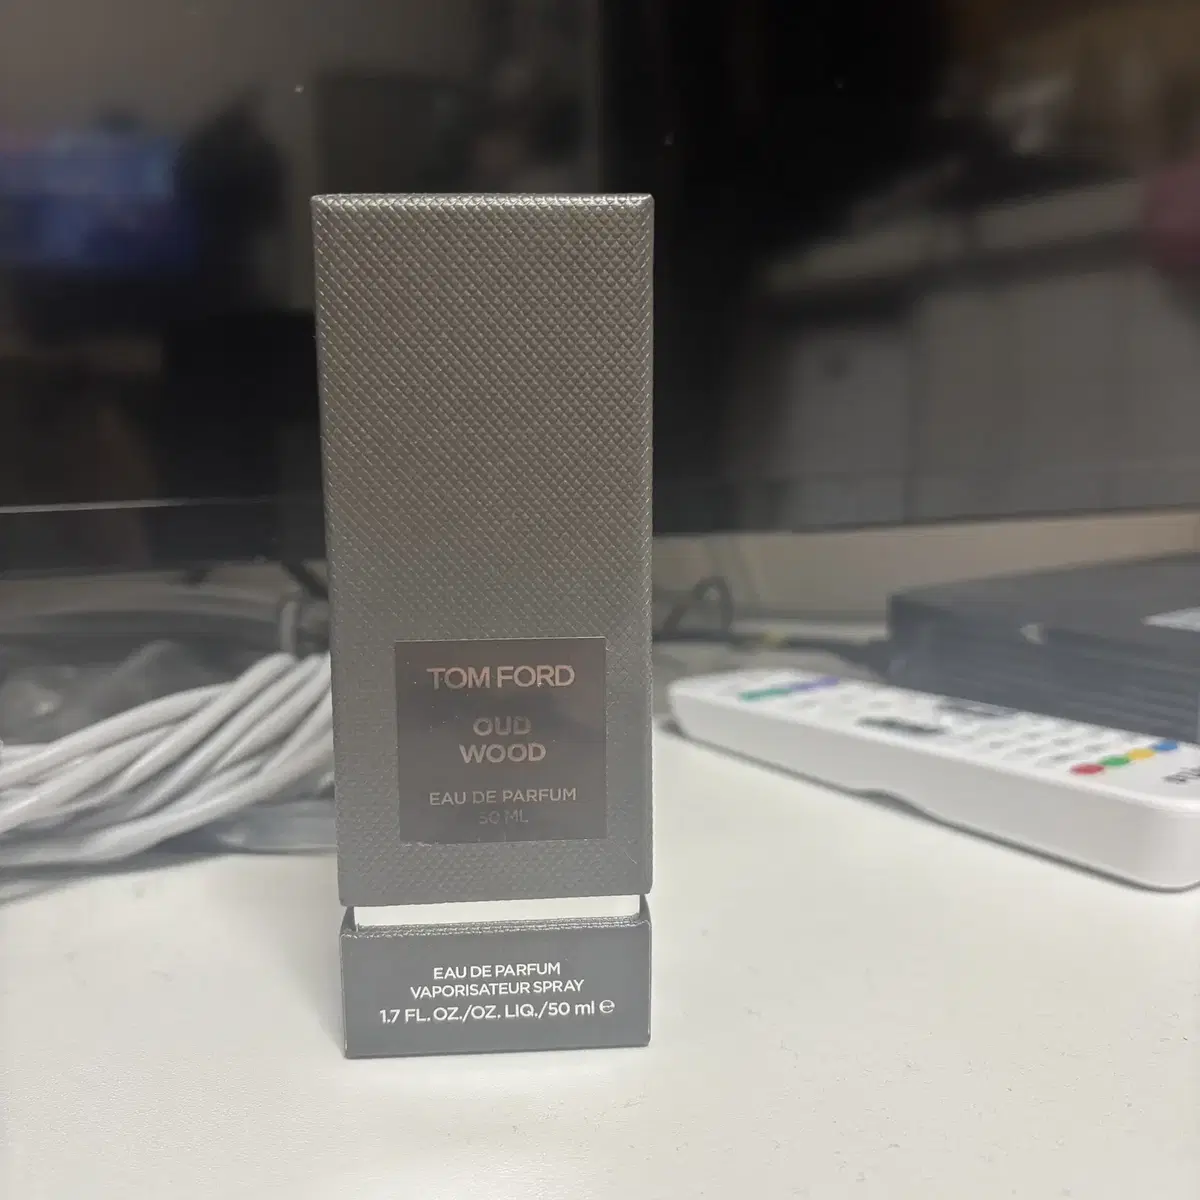 TOM FORD
OUD
WOOD
EAU DE PARFUM
50 ML
EAU DE PARFUM
VAPORISATEUR SPRAY
1.7 FL. OZ./OZ. LIQ./50 ml ℮